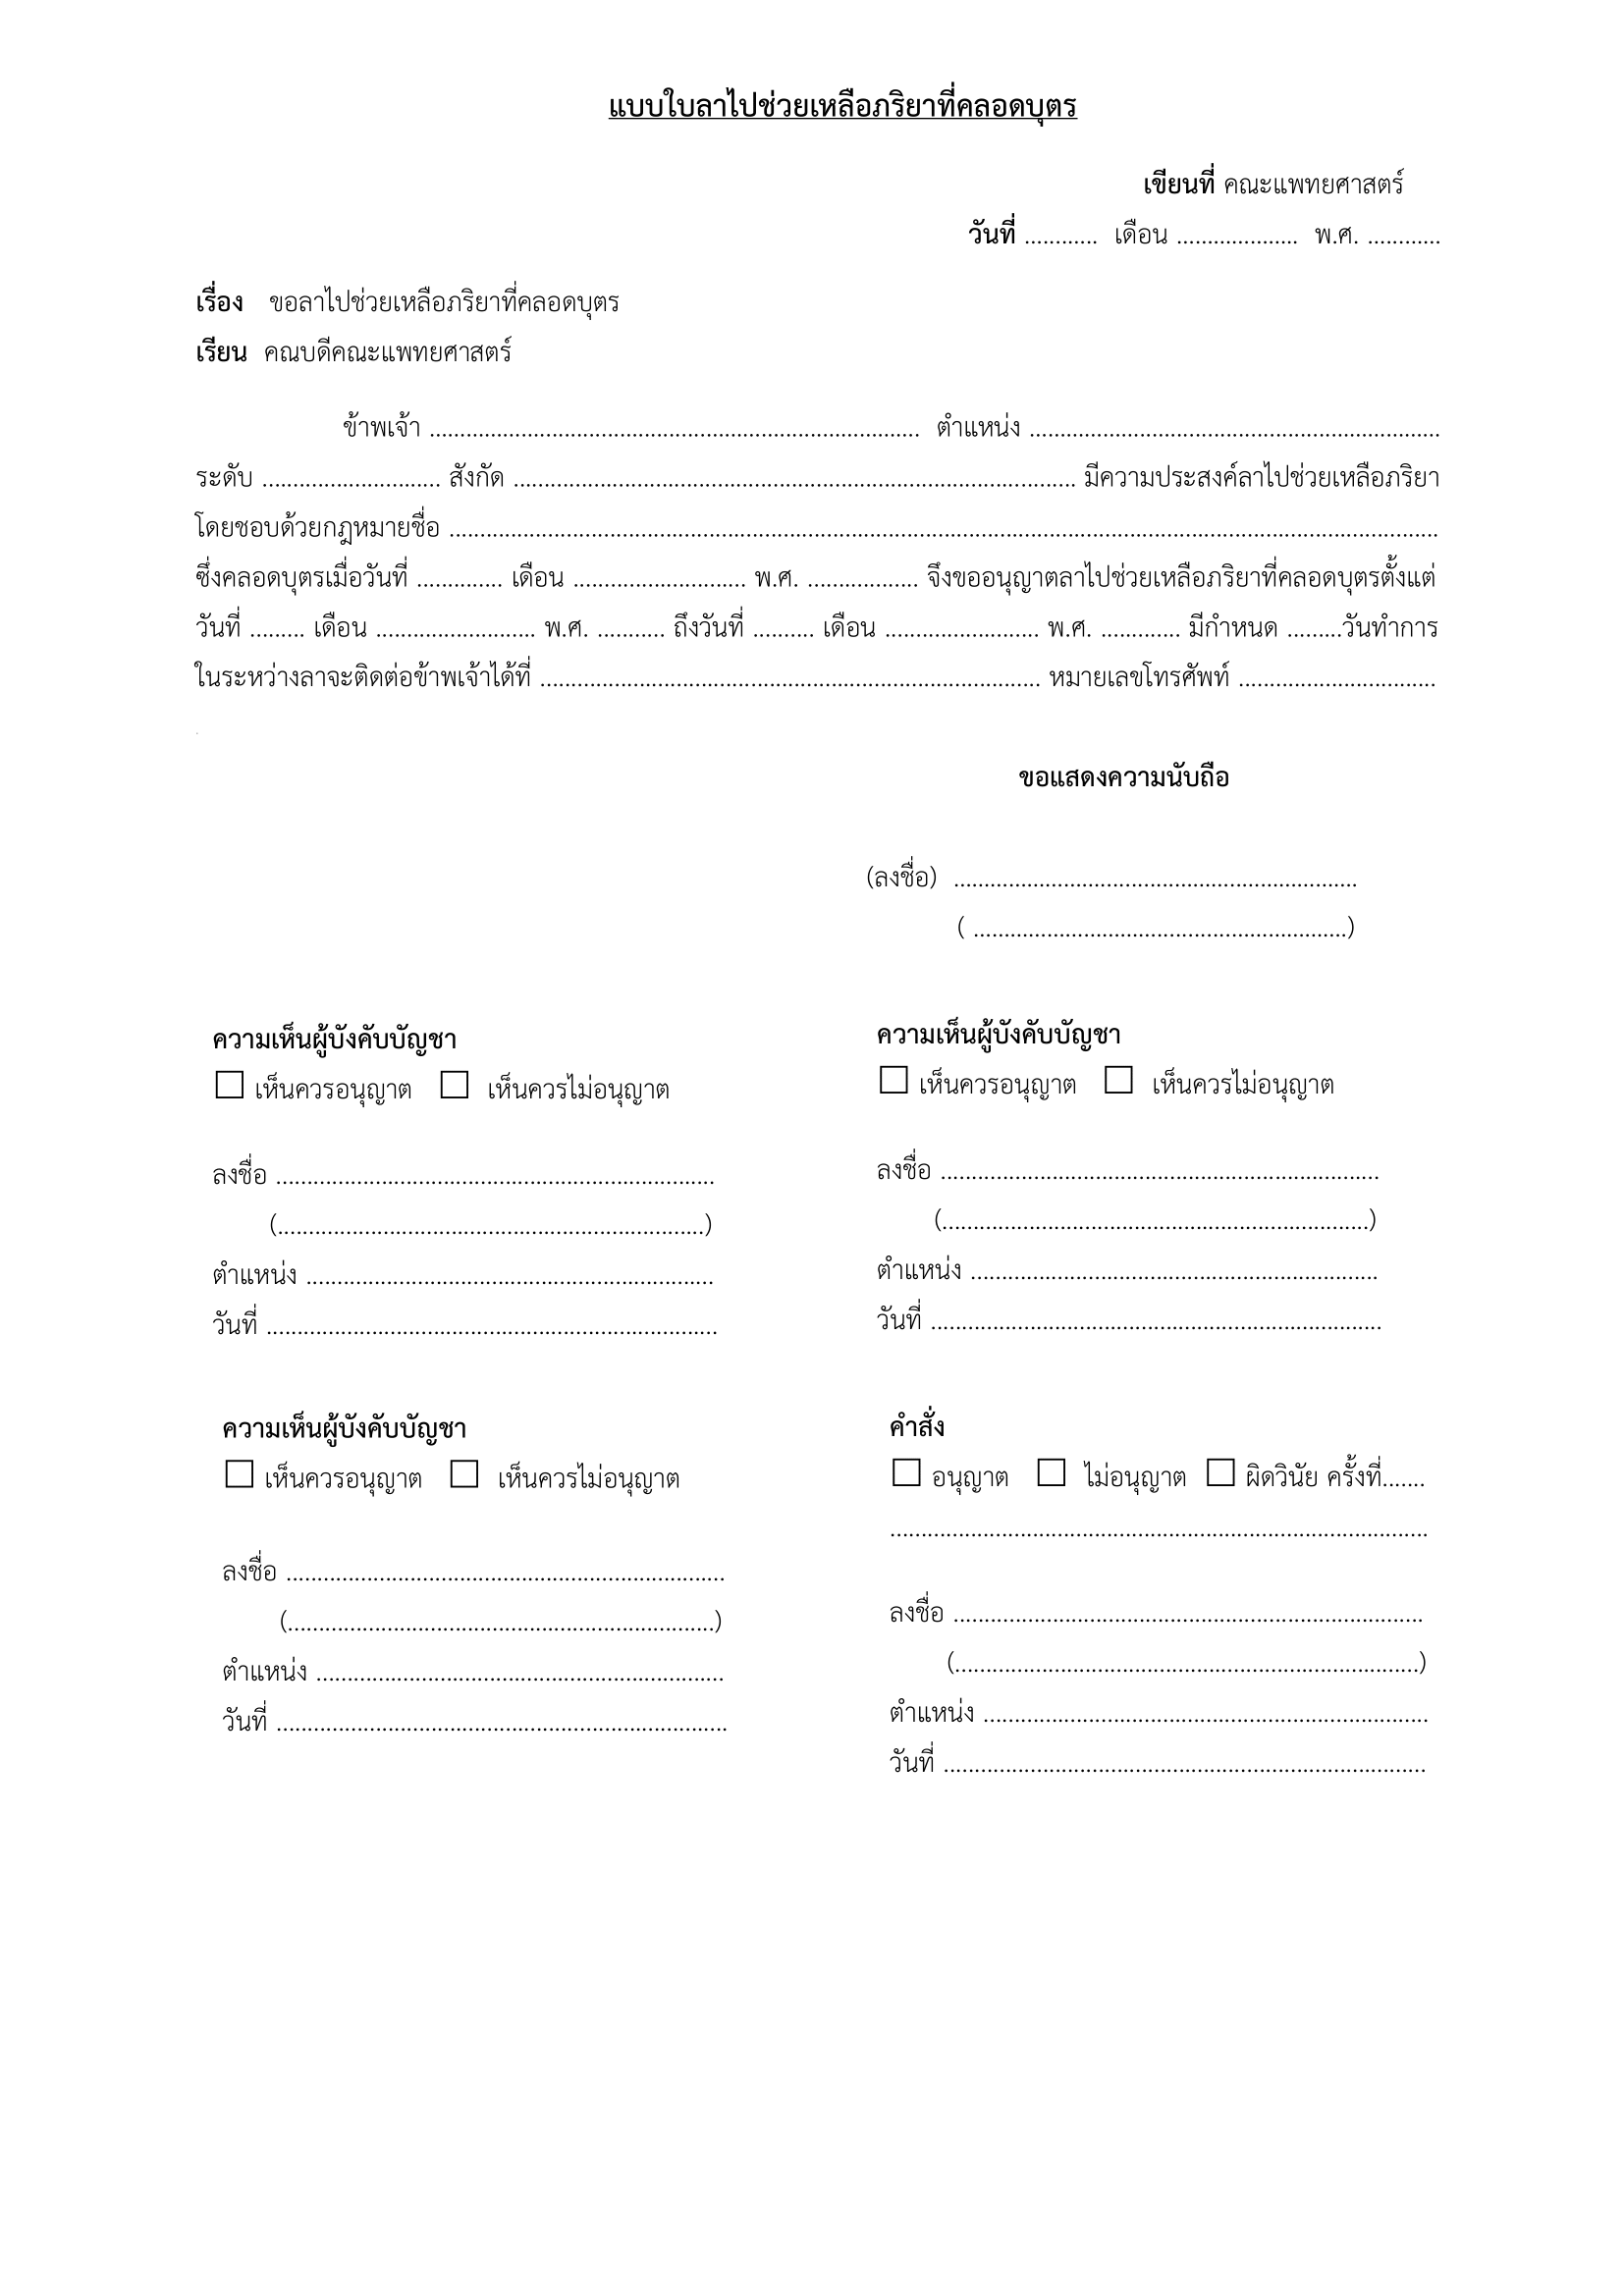 แบบใบลาไปช่วยเหลือภริยาที่คลอดบุตร
เขียนที่ คณะแพทยศาสตร์
วันที่ ............ เดือน .................... พ.ศ. ............
เรื่อง ขอลาไปช่วยเหลือภริยาที่คลอดบุตร
เรียน คณบดีคณะแพทยศาสตร์
ข้าพเจ้า ................................................................................ ตำแหน่ง ...................................................................
ระดับ ............................. สังกัด ............................................................................................ มีความประสงค์ลาไปช่วยเหลือภริยา
โดยชอบด้วยกฎหมายชื่อ .................................................................................................................................................................
ซึ่งคลอดบุตรเมื่อวันที่ .............. เดือน ............................ พ.ศ. .................. จึงขออนุญาตลาไปช่วยเหลือภริยาที่คลอดบุตรตั้งแต่
วันที่ ......... เดือน .......................... พ.ศ. ........... ถึงวันที่ .......... เดือน ......................... พ.ศ. ............. มีกำหนด .........วันทำการ
ในระหว่างลาจะติดต่อข้าพเจ้าได้ที่ .................................................................................. หมายเลขโทรศัพท์ ................................
ขอแสดงความนับถือ
(ลงชื่อ) ..................................................................
( .............................................................)
ความเห็นผู้บังคับบัญชา
☐ เห็นควรอนุญาต ☐ เห็นควรไม่อนุญาต
ลงชื่อ .......................................................................
(.....................................................................)
ตำแหน่ง ..................................................................
วันที่ .........................................................................
ความเห็นผู้บังคับบัญชา
☐ เห็นควรอนุญาต ☐ เห็นควรไม่อนุญาต
ลงชื่อ .......................................................................
(.....................................................................)
ตำแหน่ง ..................................................................
วันที่ .........................................................................
ความเห็นผู้บังคับบัญชา
☐ เห็นควรอนุญาต ☐ เห็นควรไม่อนุญาต
ลงชื่อ .......................................................................
(.....................................................................)
ตำแหน่ง ..................................................................
วันที่ .........................................................................
คำสั่ง
☐ อนุญาต ☐ ไม่อนุญาต ☐ ผิดวินัย ครั้งที่.......
.......................................................................................
ลงชื่อ ............................................................................
(...........................................................................)
ตำแหน่ง ........................................................................
วันที่ ..............................................................................